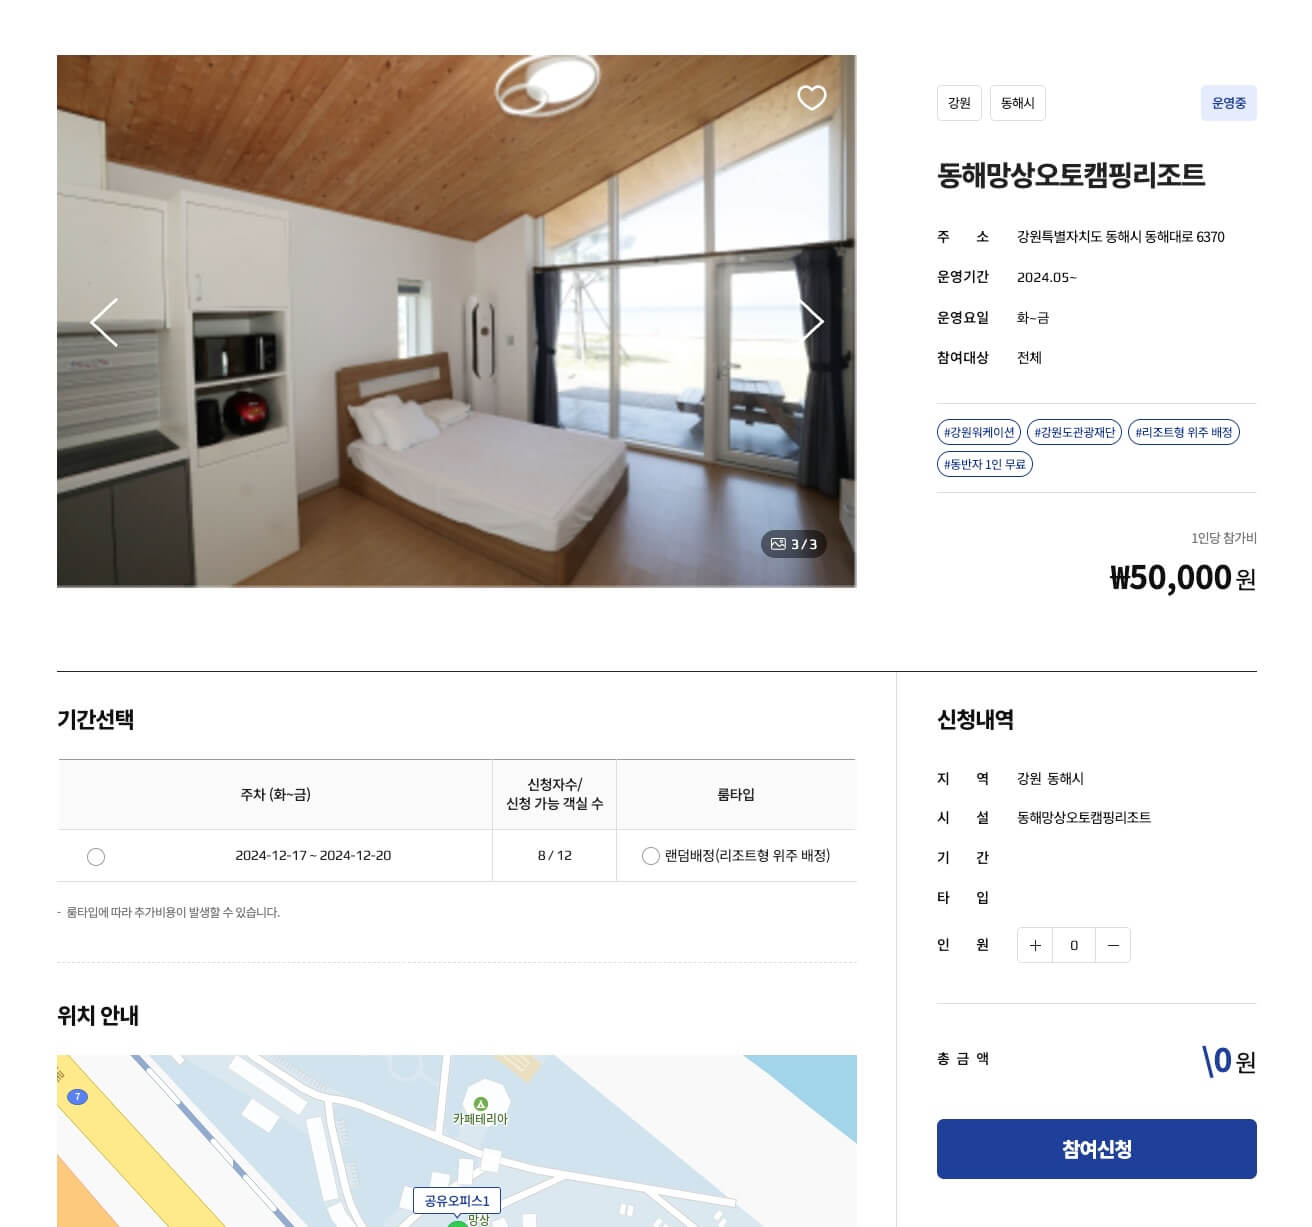 강원
동해시
운영중
동해망상오토캠핑리조트
주 소 강원특별자치도 동해시 동해대로 6370
운영기간 2024.05~
운영요일 화~금
참여대상 전체
#강원워케이션 #강원도관광재단 #리조트형 위주 배정
#동반자 1인 무료
3/3
1인당 참가비
₩50,000 원
기간선택
주차 (화~금)
신청자수/
신청 가능 객실 수
룸타입
2024-12-17 ~ 2024-12-20 8 / 12 랜덤배정(리조트형 위주 배정)
- 룸타입에 따라 추가비용이 발생할 수 있습니다.
위치 안내
7
카페테리아
공유오피스1
망상
신청내역
지 역 강원 동해시
시 설 동해망상오토캠핑리조트
기 간
타 입
인 원 + 0 −
총 금 액 \0 원
참여신청